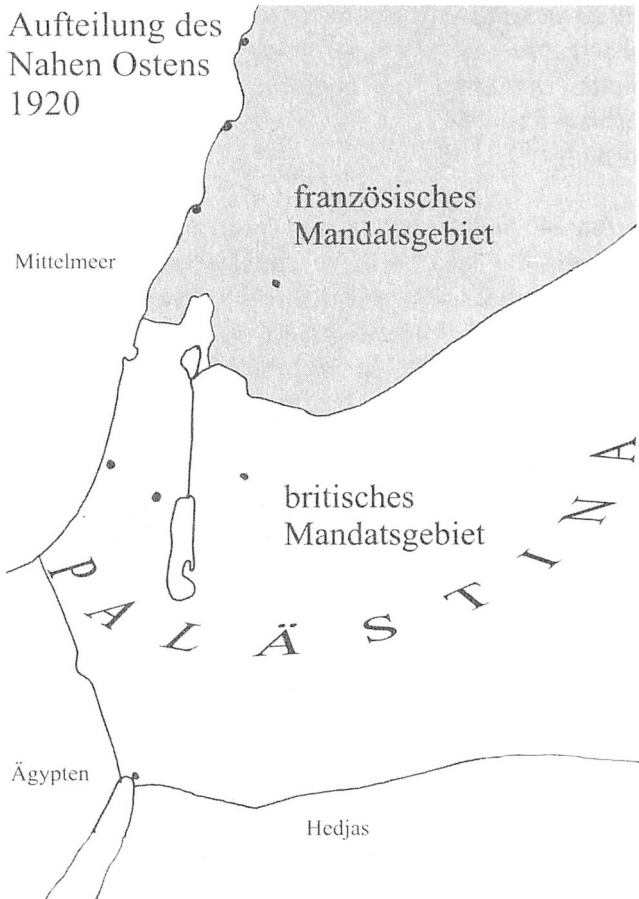 Aufteilung des
Nahen Ostens
1920
französisches
Mandatsgebiet
Mittelmeer
britisches
Mandatsgebiet
PALÄSTINA
Ägypten
Hedjas